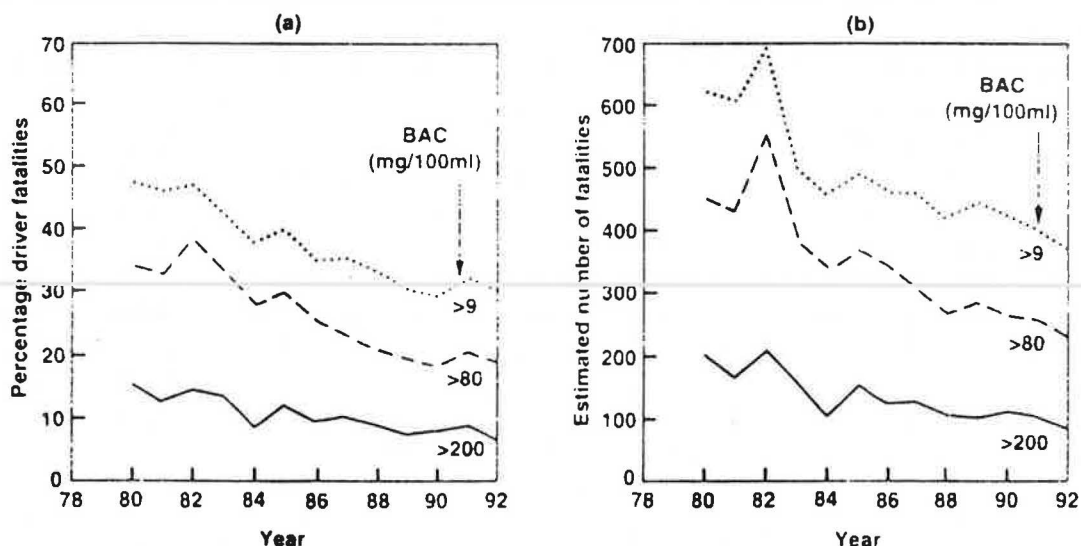 (a)
Percentage driver fatalities
70
60
50
40
30
20
10
0
BAC
(mg/100ml)
>9
>80
>200
78 80 82 84 86 88 90 92
Year
(b)
Estimated number of fatalities
700
600
500
400
300
200
100
0
BAC
(mg/100ml)
>9
>80
>200
78 80 82 84 86 88 90 92
Year